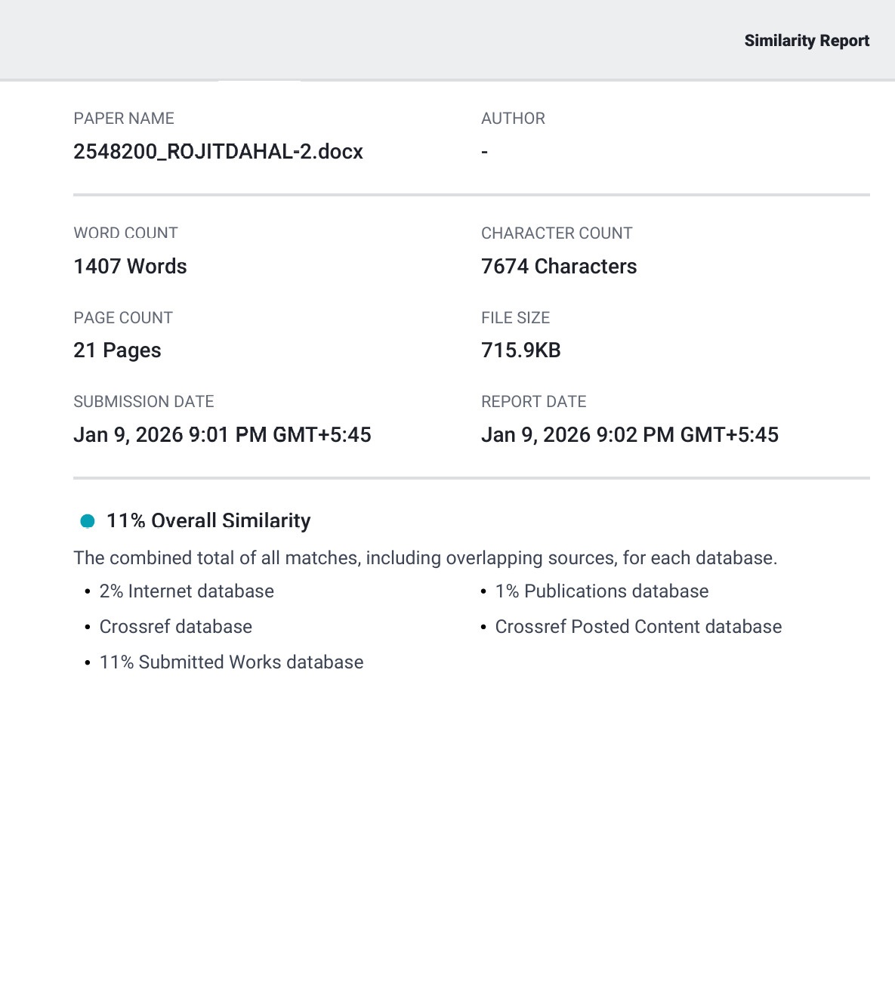 Similarity Report
PAPER NAME
AUTHOR
2548200_ROJITDAHAL-2.docx
-
WORD COUNT
CHARACTER COUNT
1407 Words
7674 Characters
PAGE COUNT
FILE SIZE
21 Pages
715.9KB
SUBMISSION DATE
REPORT DATE
Jan 9, 2026 9:01 PM GMT+5:45
Jan 9, 2026 9:02 PM GMT+5:45
11% Overall Similarity
The combined total of all matches, including overlapping sources, for each database.
• 2% Internet database
• 1% Publications database
• Crossref database
• Crossref Posted Content database
• 11% Submitted Works database